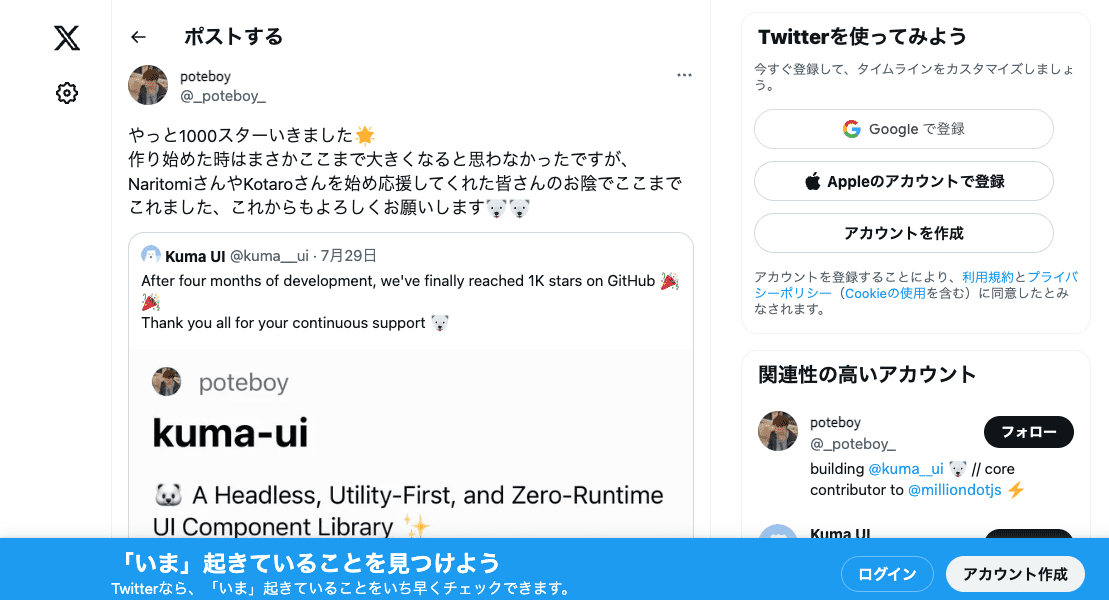 ポストする
poteboy
@_poteboy_
やっと1000スターいきました🌟
作り始めた時はまさかここまで大きくなると思わなかったですが、
NaritomiさんやKotaroさんを始め応援してくれた皆さんのお陰でここまで
これました、これからもよろしくお願いします🐻‍❄️🐻‍❄️
Kuma UI @kuma__ui · 7月29日
After four months of development, we've finally reached 1K stars on GitHub 🎉
🎉
Thank you all for your continuous support 🐻‍❄️
poteboy
kuma-ui
🐻‍❄️ A Headless, Utility-First, and Zero-Runtime
UI Component Library ✨
Twitterを使ってみよう
今すぐ登録して、タイムラインをカスタマイズしましょ
う。
Google で登録
Appleのアカウントで登録
アカウントを作成
アカウントを登録することにより、利用規約とプライバ
シーポリシー（Cookieの使用を含む）に同意したとみ
なされます。
関連性の高いアカウント
poteboy
@_poteboy_
フォロー
building @kuma__ui 🐻‍❄️ // core
contributor to @milliondotjs ⚡
Kuma UI
「いま」起きていることを見つけよう
Twitterなら、「いま」起きていることをいち早くチェックできます。
ログイン
アカウント作成